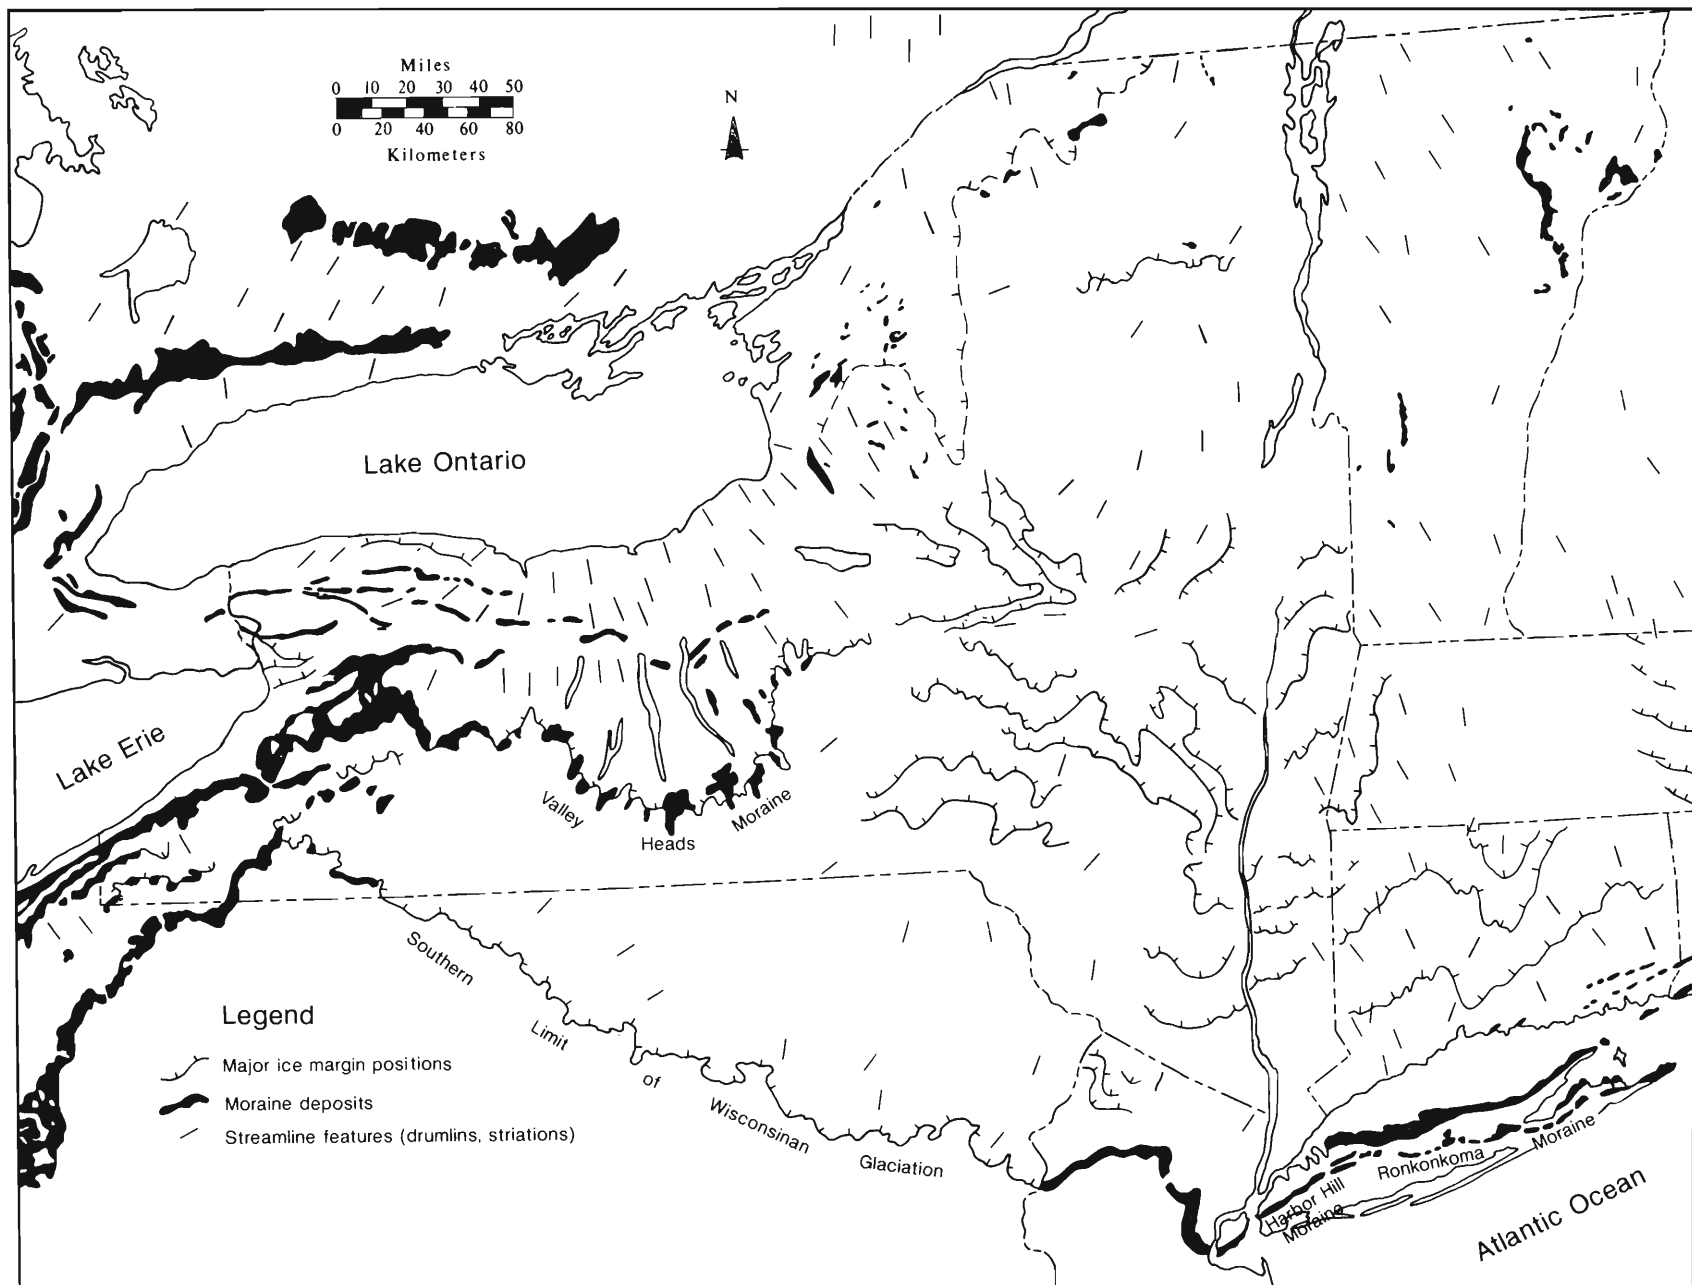 Miles
0 10 20 30 40 50
0 20 40 60 80
Kilometers
N
Lake Ontario
Lake Erie
Valley
Heads
Moraine
Southern
Limit
of
Wisconsinan
Glaciation
Legend
Major ice margin positions
Moraine deposits
Streamline features (drumlins, striations)
Harbor Hill
Moraine
Ronkonkoma
Moraine
Atlantic Ocean